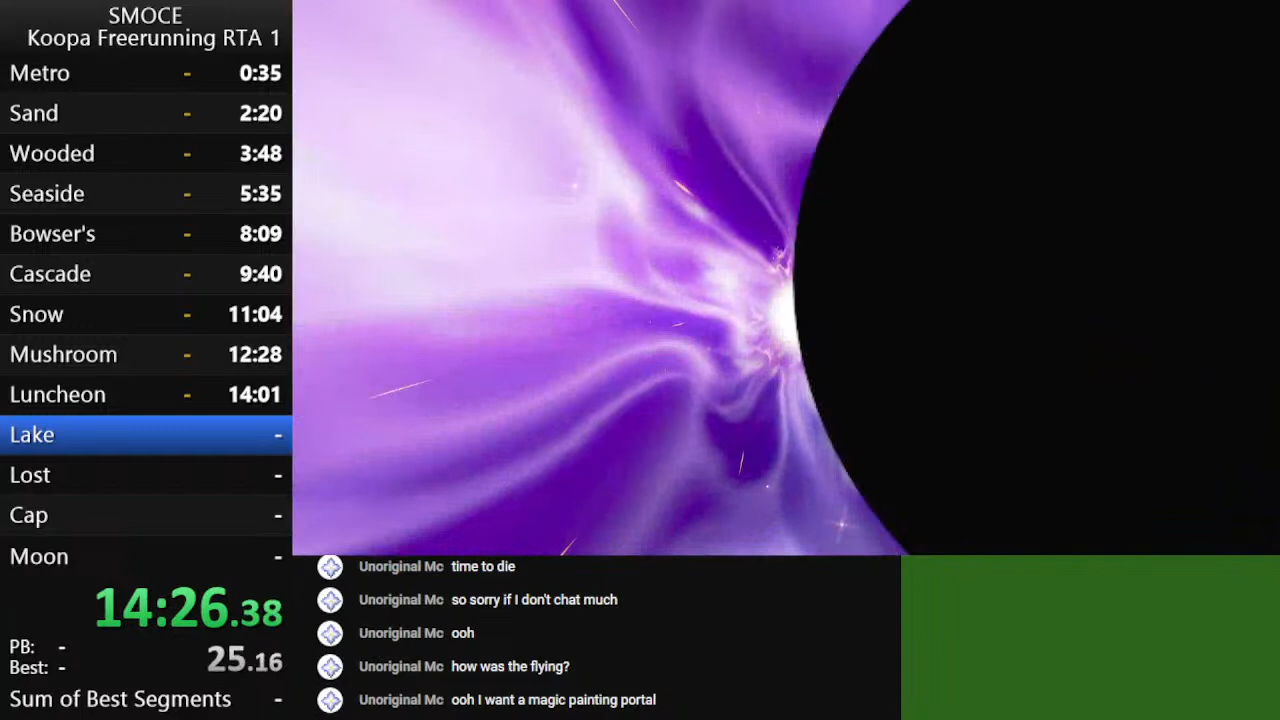 SMOCE
Koopa Freerunning RTA 1
Metro - 0:35
Sand - 2:20
Wooded - 3:48
Seaside - 5:35
Bowser's - 8:09
Cascade - 9:40
Snow - 11:04
Mushroom - 12:28
Luncheon - 14:01
Lake -
Lost -
Cap -
Moon -
14:26.38
PB: -
Best: -
25.16
Sum of Best Segments -
Unoriginal Mc time to die
Unoriginal Mc so sorry if I don't chat much
Unoriginal Mc ooh
Unoriginal Mc how was the flying?
Unoriginal Mc ooh I want a magic painting portal